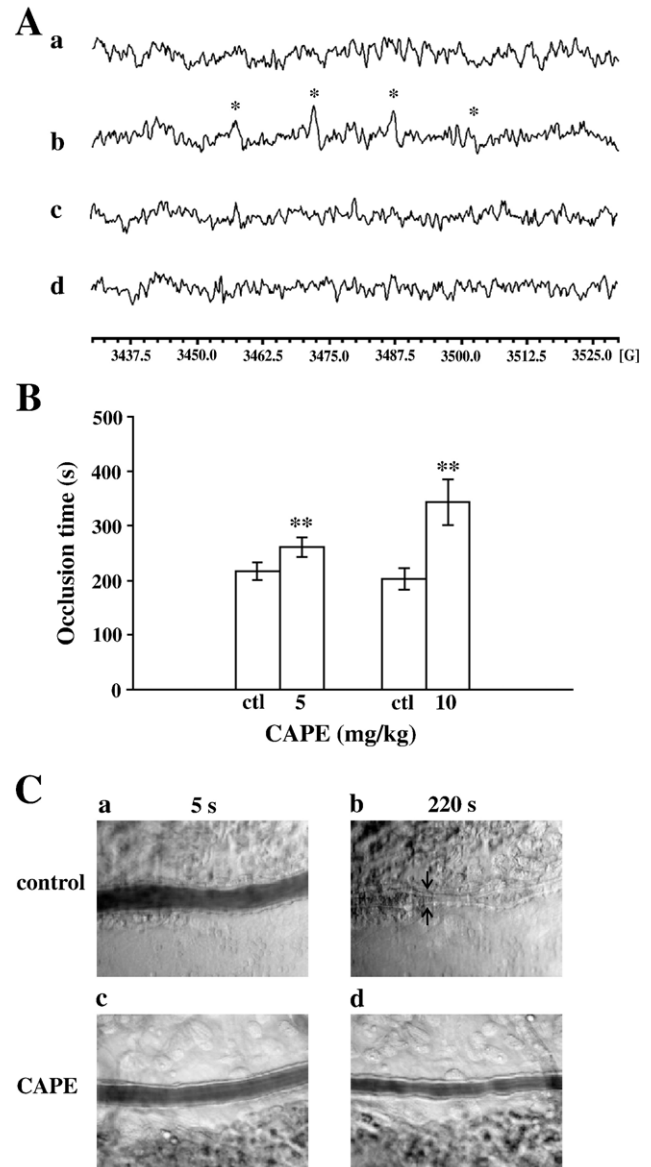 A
a
* * * *
b
c
d
3437.5 3450.0 3462.5 3475.0 3487.5 3500.0 3512.5 3525.0 [G]
B
Occlusion time (s)
500
400
300
200
100
0
** **
ctl 5 ctl 10
CAPE (mg/kg)
C
a 5 s b 220 s
control
c d
CAPE